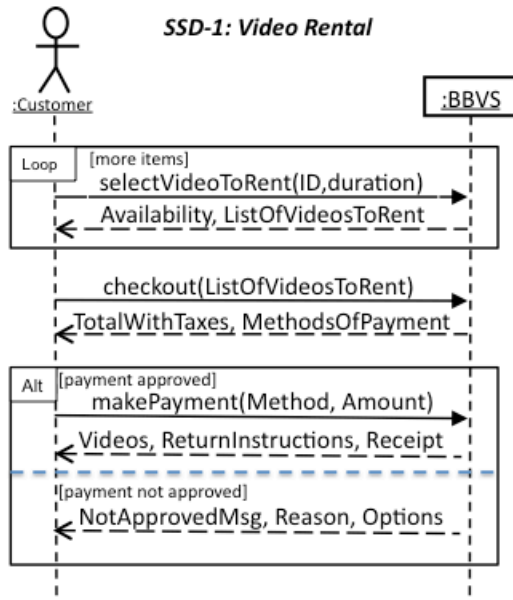 SSD-1: Video Rental
:Customer
:BBVS
Loop
[more items]
selectVideoToRent(ID,duration)
Availability, ListOfVideosToRent
checkout(ListOfVideosToRent)
TotalWithTaxes, MethodsOfPayment
Alt
[payment approved]
makePayment(Method, Amount)
Videos, ReturnInstructions, Receipt
[payment not approved]
NotApprovedMsg, Reason, Options